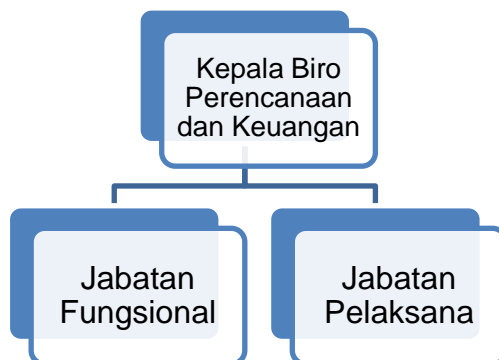 Kepala Biro
Perencanaan
dan Keuangan
Jabatan
Fungsional
Jabatan
Pelaksana